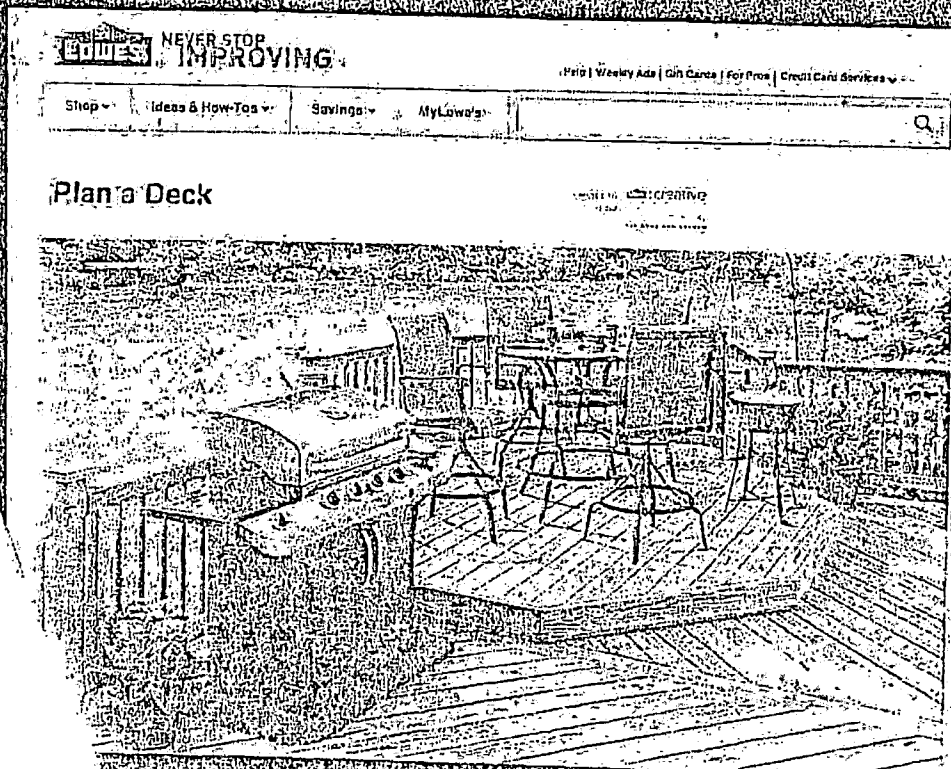 LOWE'S
NEVER STOP
IMPROVING
Help | Weekly Ads | Gift Cards | For Pros | Credit Card Services
Shop
Ideas & How-Tos
Savings
MyLowe's
Plan a Deck
creative